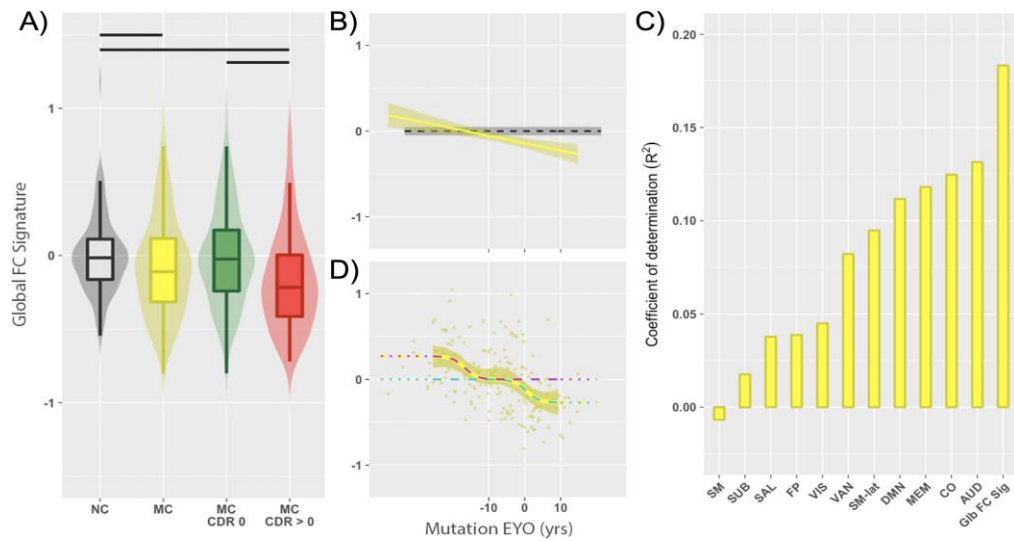 A)
Global FC Signature
1
0
-1
NC
MC
MC
CDR 0
MC
CDR > 0
B)
1
0
-1
D)
1
0
-1
-10
0
10
Mutation EYO (yrs)
C)
Coefficient of determination (R²)
0.20
0.15
0.10
0.05
0.00
SM
SUB
SAL
FP
VIS
VAN
SM-lat
DMN
MEM
CO
AUD
Glb FC Sig